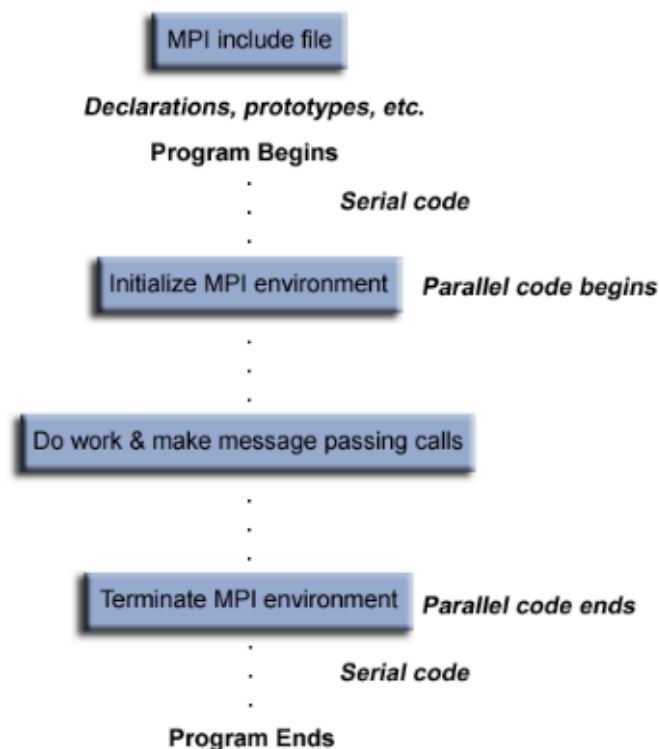 MPI include file
Declarations, prototypes, etc.
Program Begins
Serial code
Initialize MPI environment
Parallel code begins
Do work & make message passing calls
Terminate MPI environment
Parallel code ends
Serial code
Program Ends